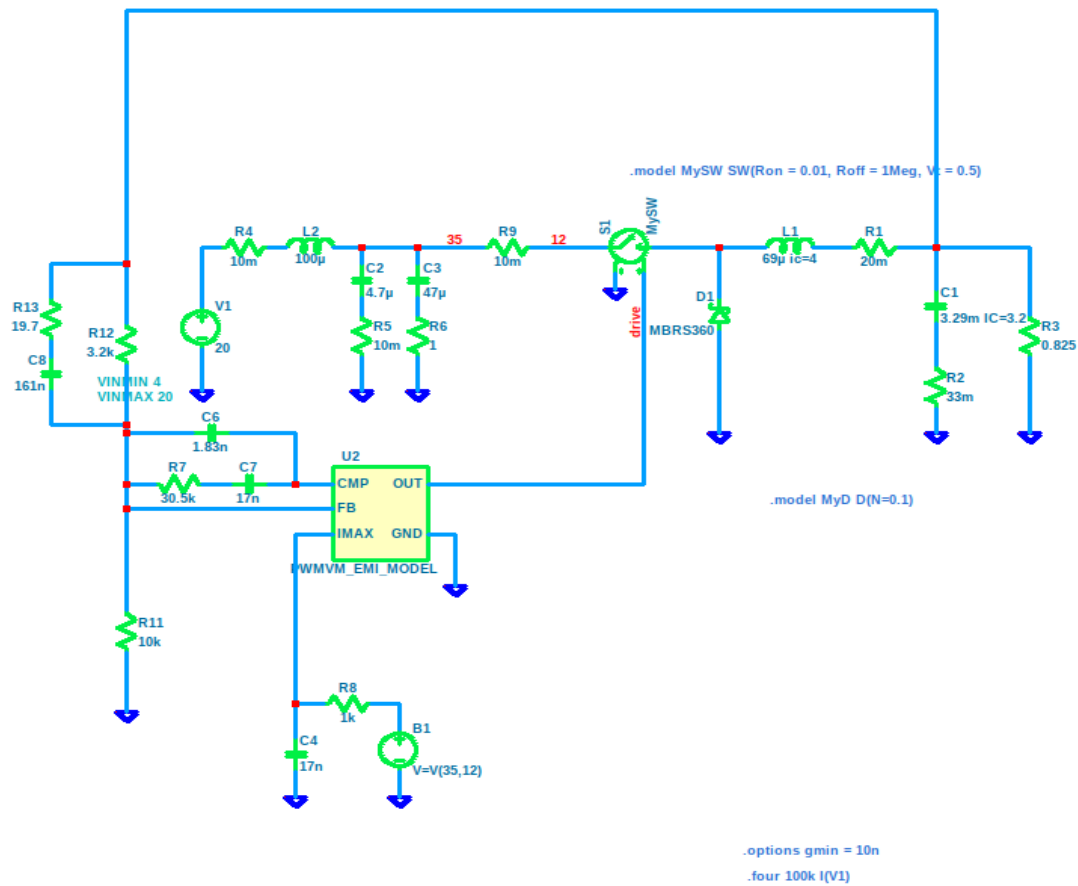 .model MySW SW(Ron = 0.01, Roff = 1Meg, Vt = 0.5)
S1
MySW
R4
10m
L2
100µ
35
R9
10m
12
L1
69µ ic=4
R1
20m
C2
4.7µ
C3
47µ
R13
19.7
R12
3.2k
V1
20
R5
10m
R6
1
D1
MBRS360
drive
C1
3.29m IC=3.2
R3
0.825
R2
33m
C8
161n
VINMIN 4
VINMAX 20
C6
1.83n
R7
30.5k
C7
17n
U2
CMP
OUT
FB
IMAX
GND
PWMVM_EMI_MODEL
.model MyD D(N=0.1)
R11
10k
R8
1k
B1
V=V(35,12)
C4
17n
.options gmin = 10n
.four 100k I(V1)